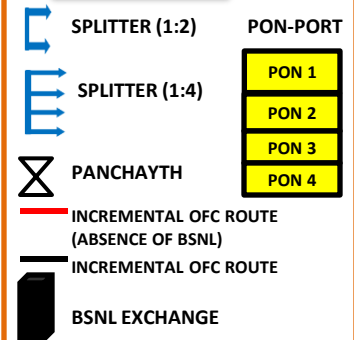 SPLITTER (1:2)
PON-PORT
PON 1
SPLITTER (1:4)
PON 2
PON 3
PANCHAYTH
PON 4
INCREMENTAL OFC ROUTE
(ABSENCE OF BSNL)
INCREMENTAL OFC ROUTE
BSNL EXCHANGE